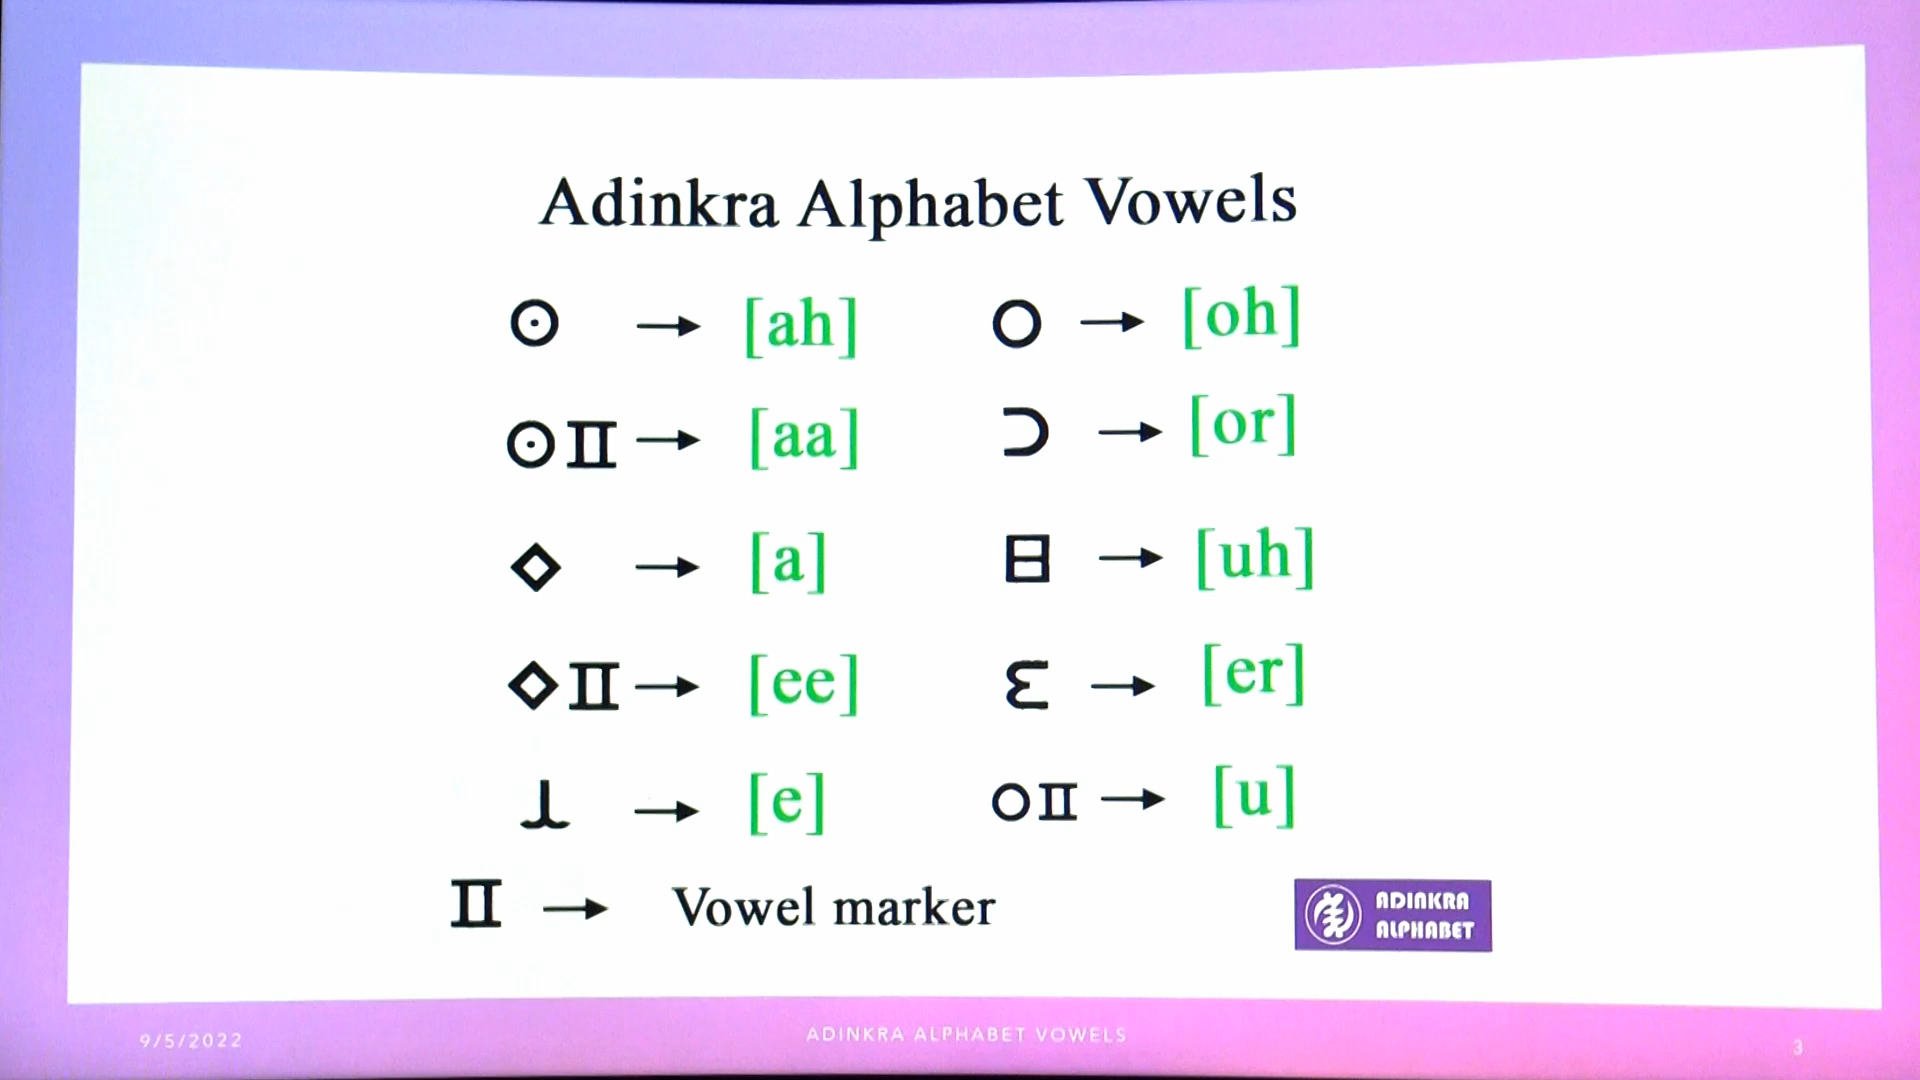 Adinkra Alphabet Vowels
⊙ → [ah] ○ → [oh]
⊙Ⅱ → [aa] ⊃ → [or]
◇ → [a] 日 → [uh]
◇Ⅱ → [ee] Ɛ → [er]
⅄ → [e] ○Ⅱ → [u]
Ⅱ → Vowel marker
ADINKRA
ALPHABET
9/5/2022
ADINKRA ALPHABET VOWELS
3